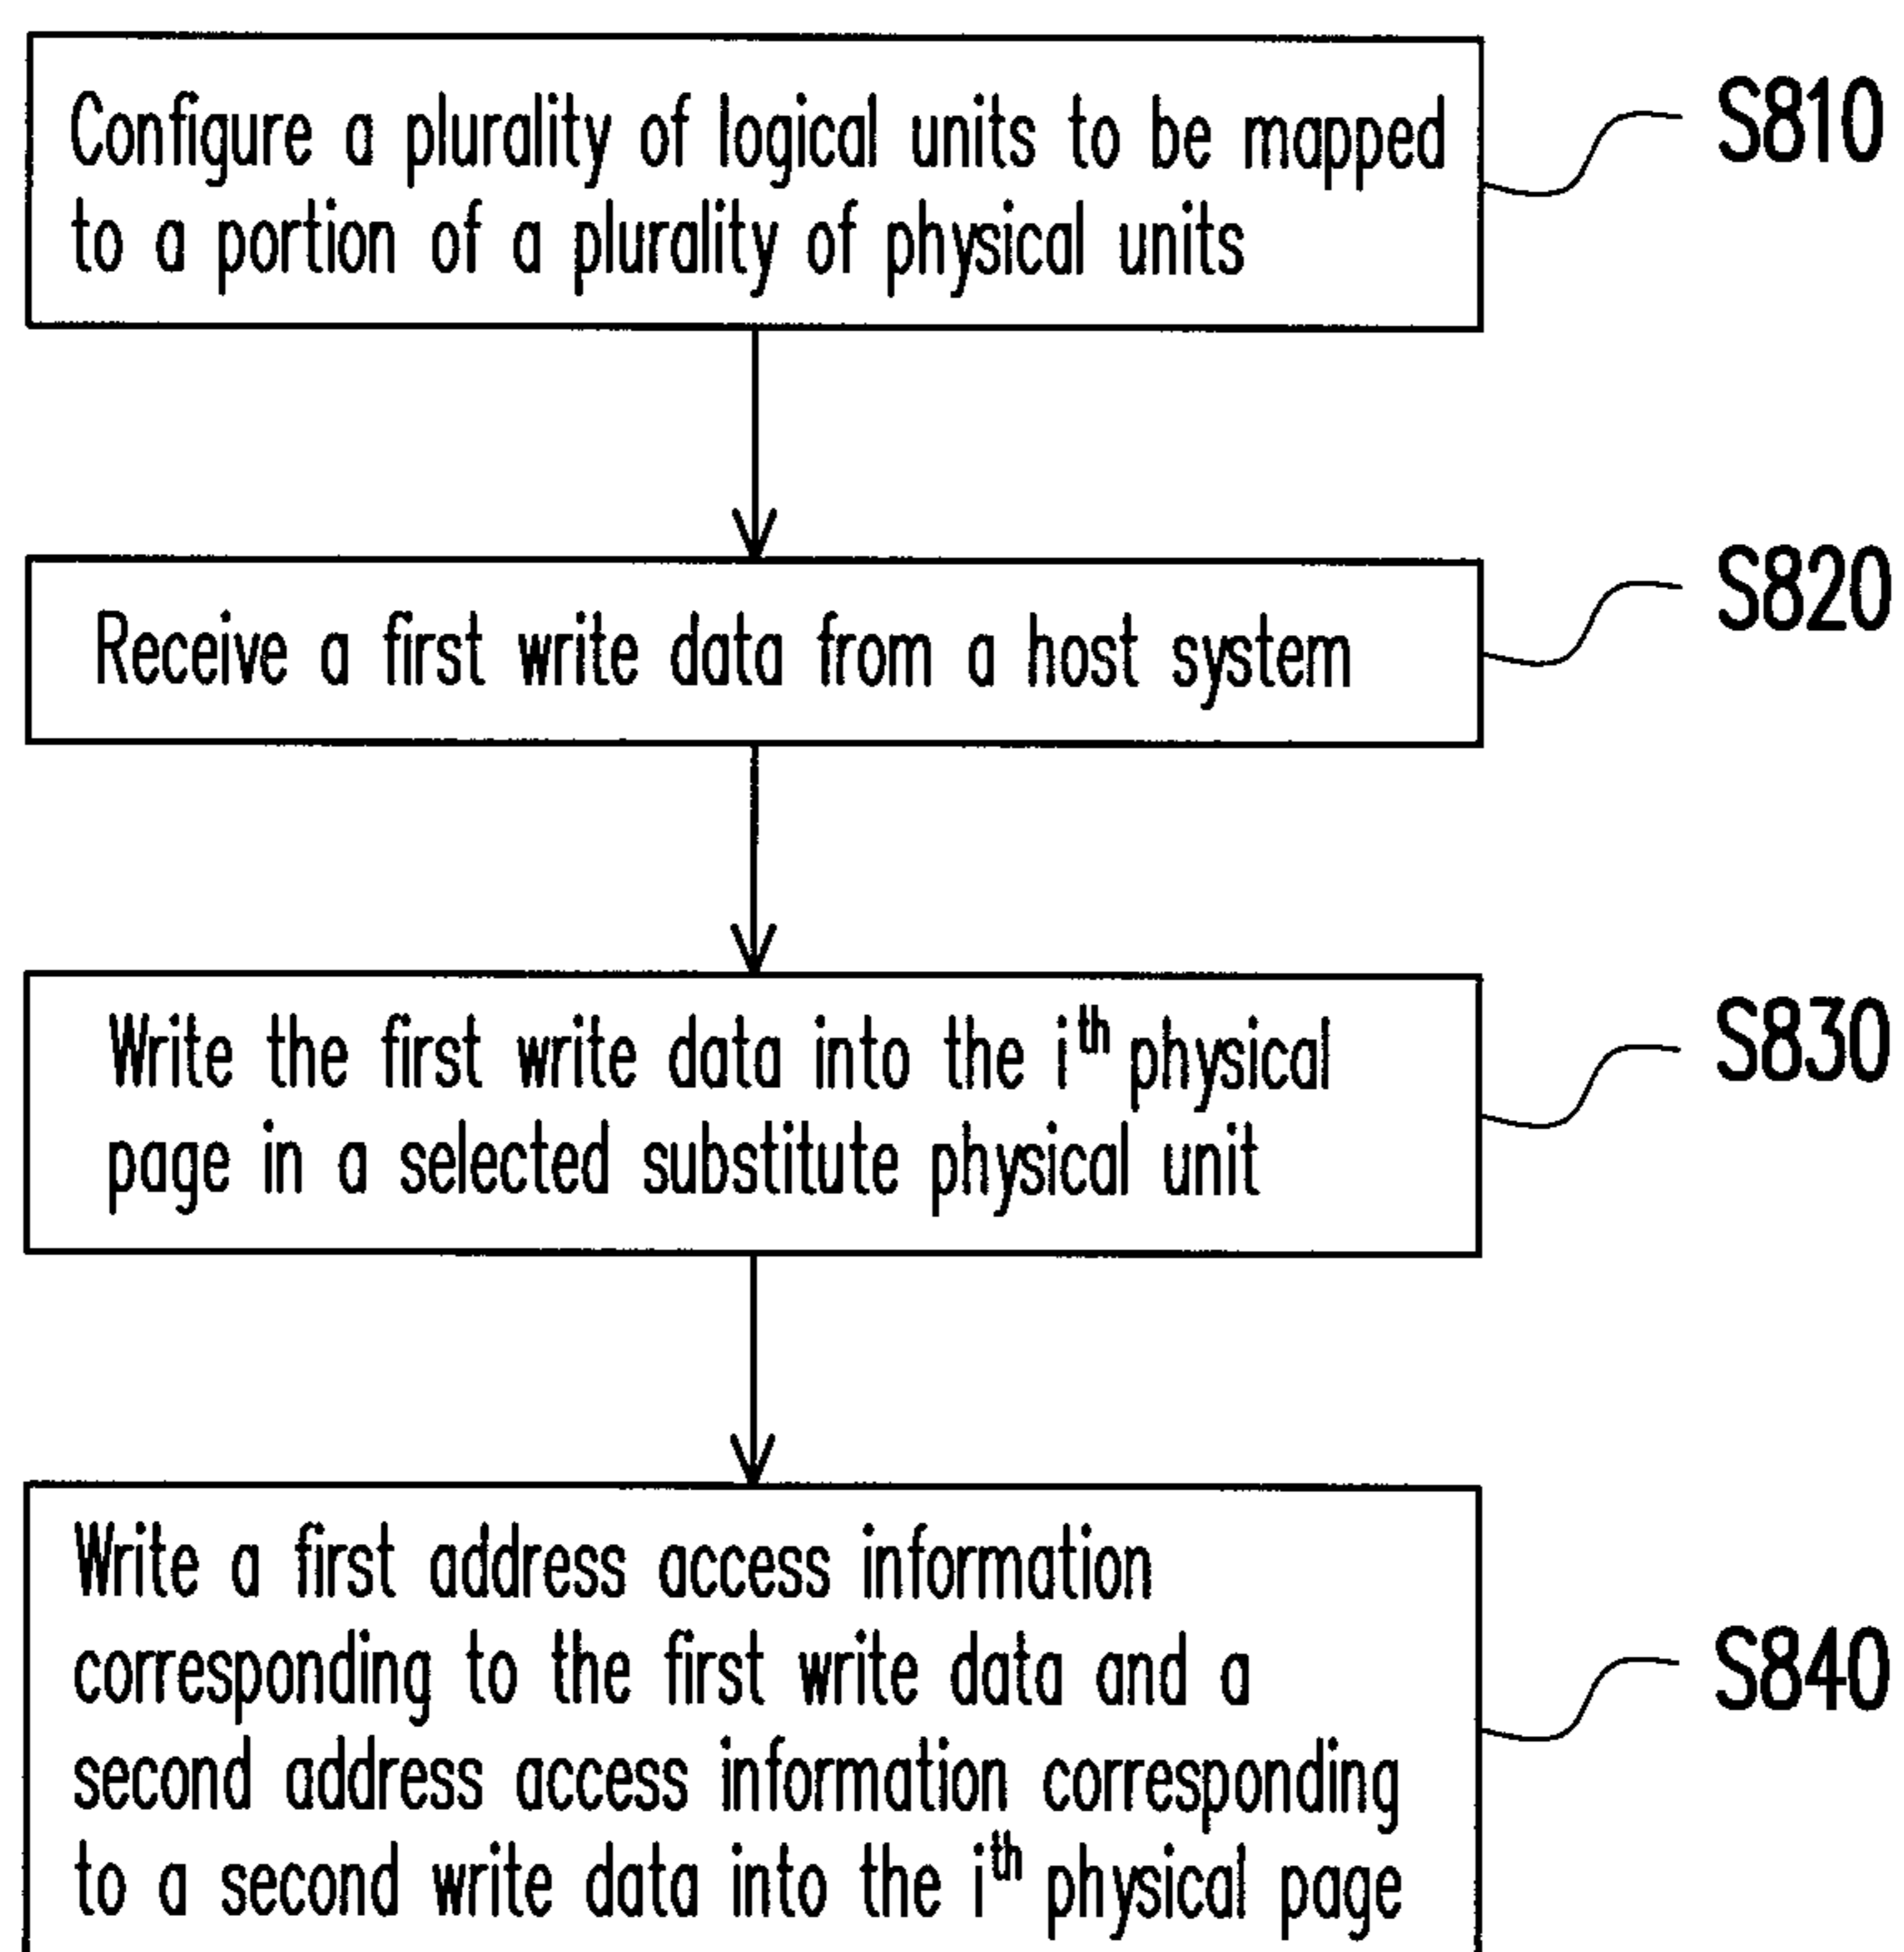 Configure a plurality of logical units to be mapped
to a portion of a plurality of physical units
S810
Receive a first write data from a host system
S820
Write the first write data into the iᵗʰ physical
page in a selected substitute physical unit
S830
Write a first address access information
corresponding to the first write data and a
second address access information corresponding
to a second write data into the iᵗʰ physical page
S840